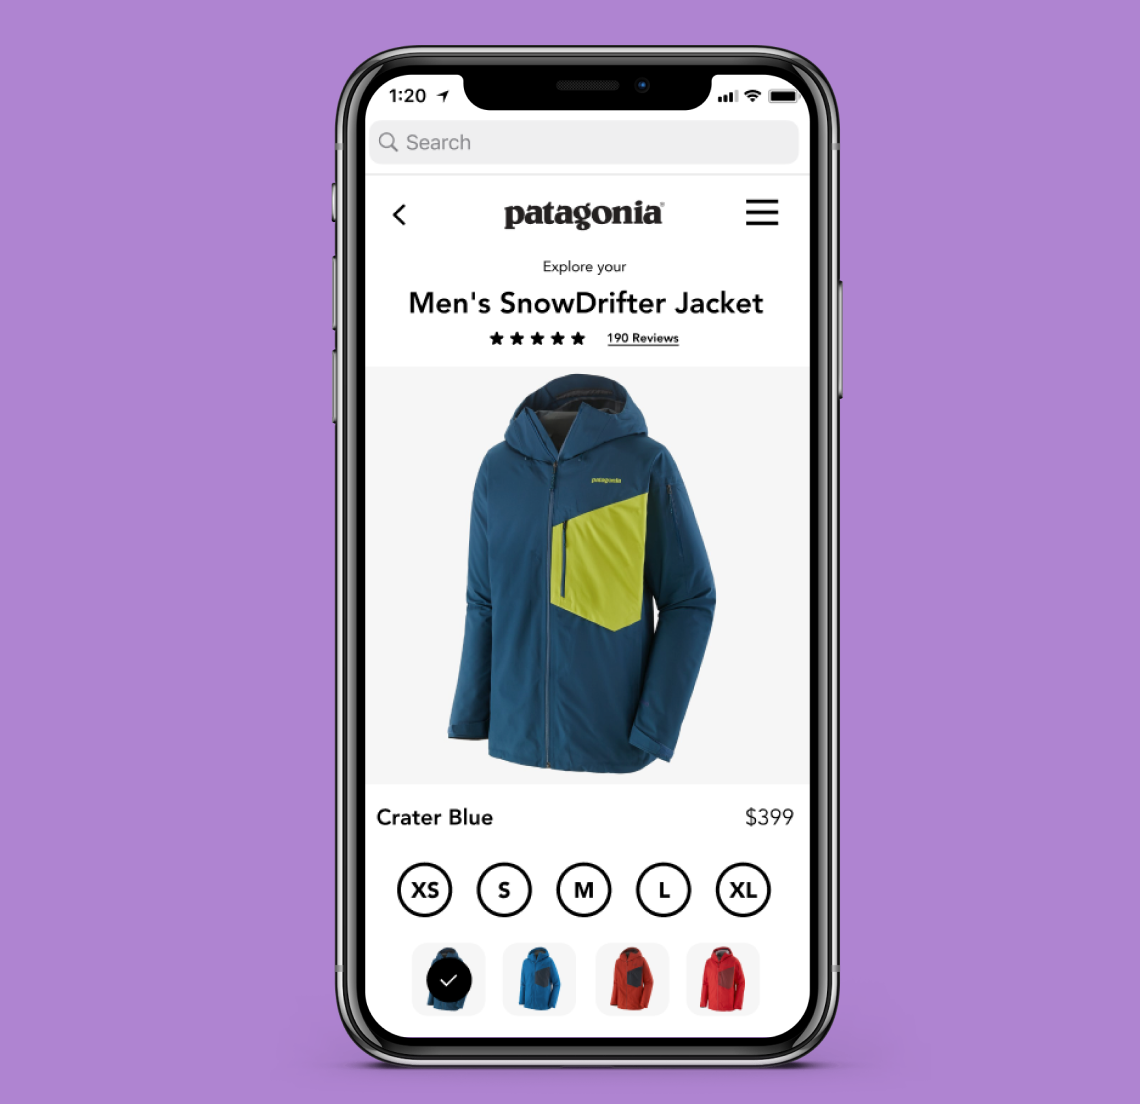 1:20
Search
patagonia®
Explore your
Men's SnowDrifter Jacket
190 Reviews
patagonia
Crater Blue
$399
XS S M L XL